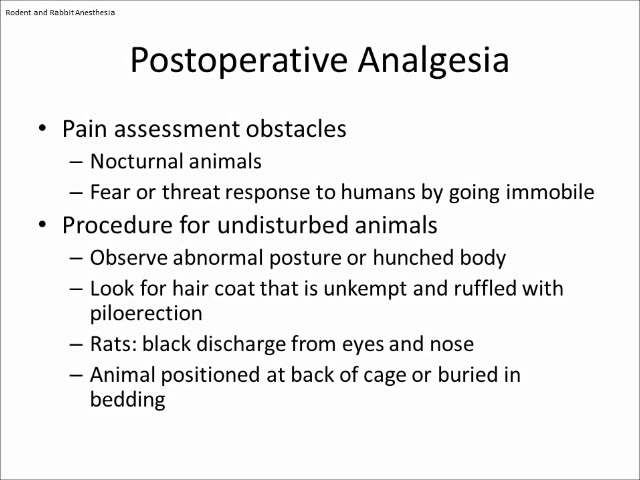 Rodent and Rabbit Anesthesia
Postoperative Analgesia
• Pain assessment obstacles
– Nocturnal animals
– Fear or threat response to humans by going immobile
• Procedure for undisturbed animals
– Observe abnormal posture or hunched body
– Look for hair coat that is unkempt and ruffled with
piloerection
– Rats: black discharge from eyes and nose
– Animal positioned at back of cage or buried in
bedding